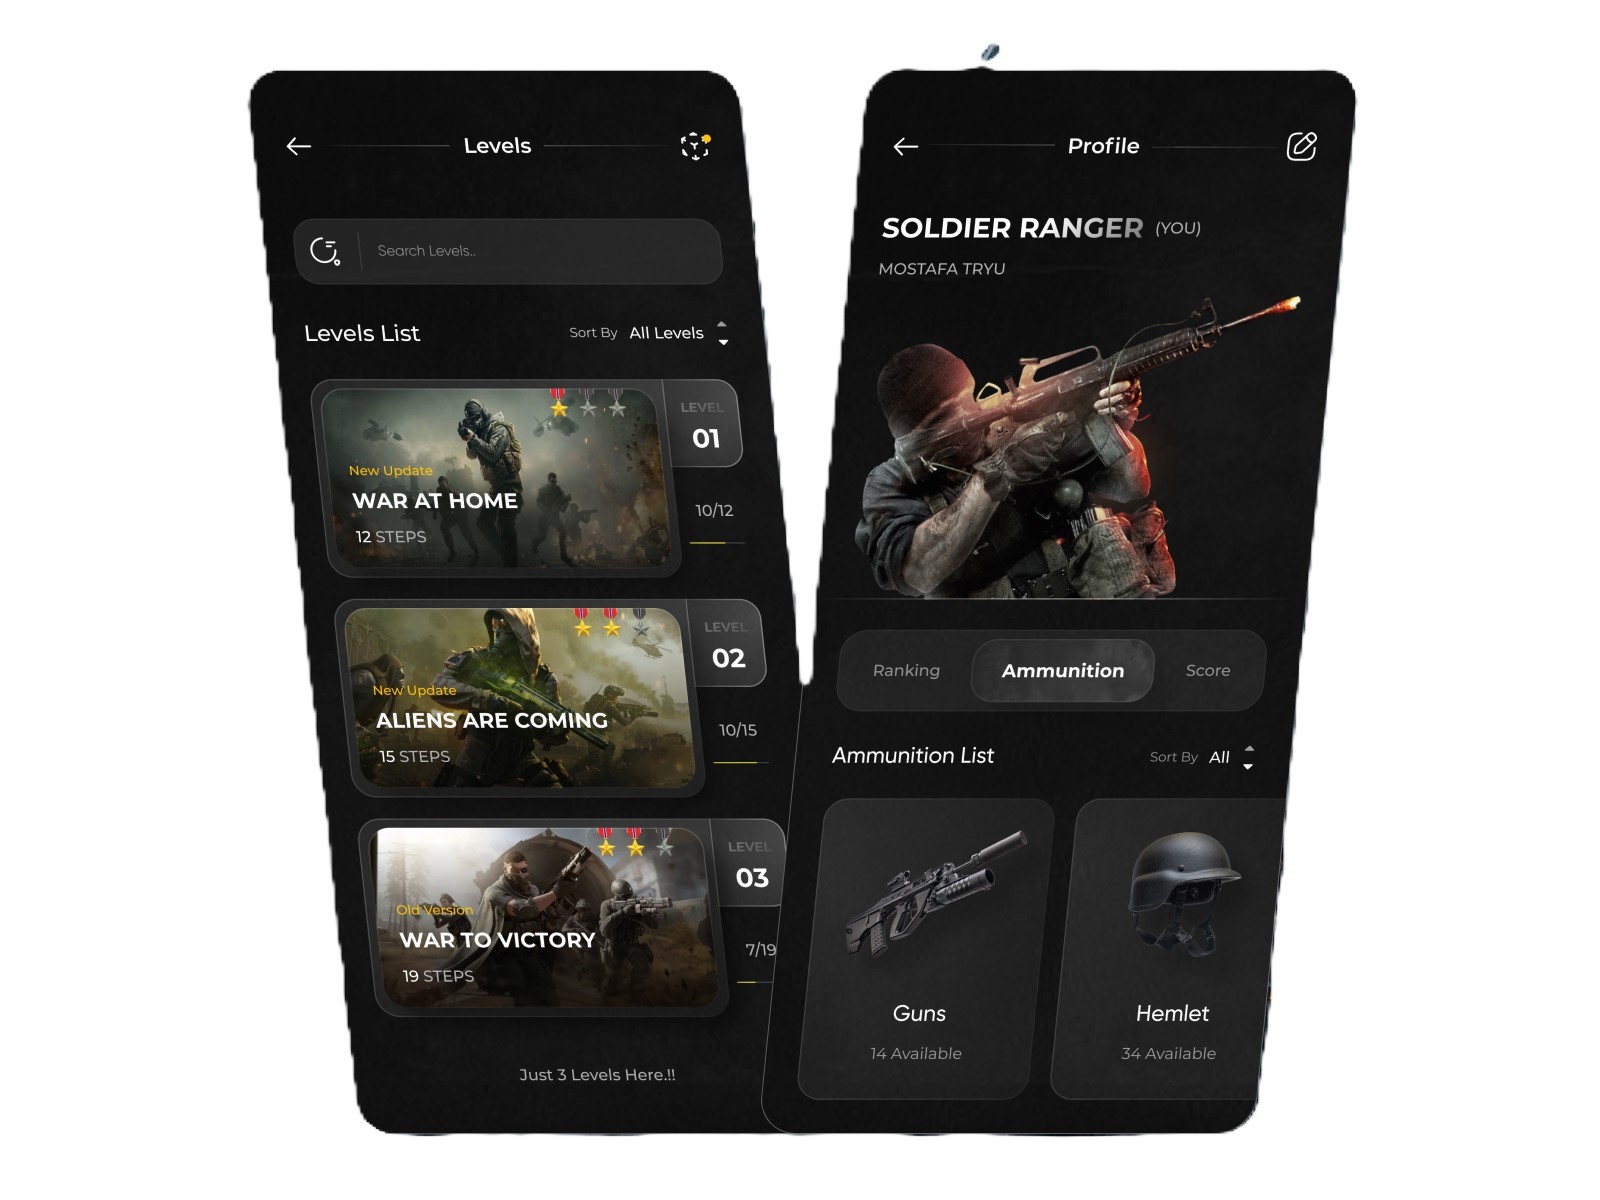 Levels
Search Levels..
Levels List
Sort By All Levels
LEVEL
01
New Update
WAR AT HOME
12 STEPS
10/12
LEVEL
02
New Update
ALIENS ARE COMING
15 STEPS
10/15
LEVEL
03
Old Version
WAR TO VICTORY
19 STEPS
7/19
Just 3 Levels Here.!!
Profile
SOLDIER RANGER (YOU)
MOSTAFA TRYU
Ranking Ammunition Score
Ammunition List
Sort By All
Guns
14 Available
Hemlet
34 Available